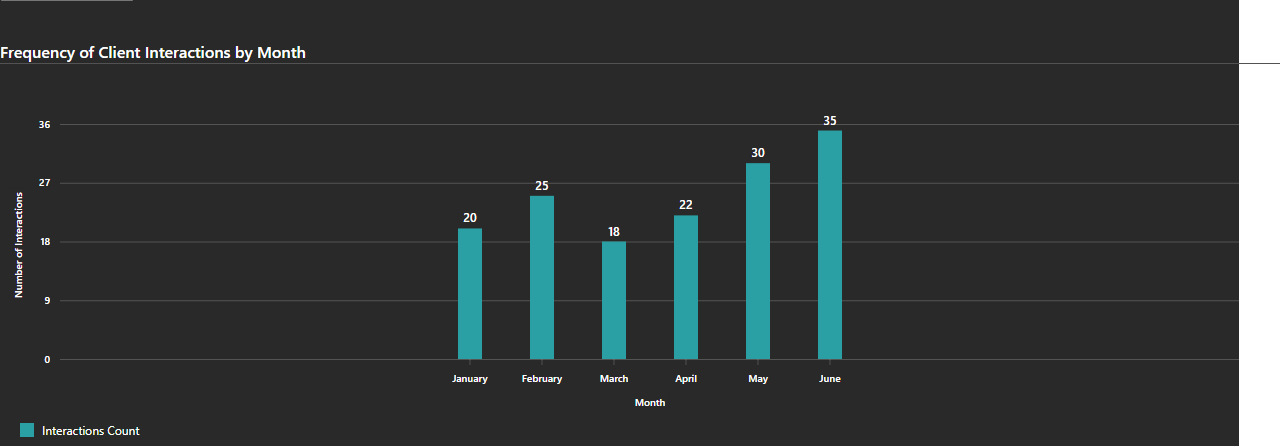 Frequency of Client Interactions by Month
36
27
18
9
0
Number of Interactions
20
25
18
22
30
35
January February March April May June
Month
Interactions Count